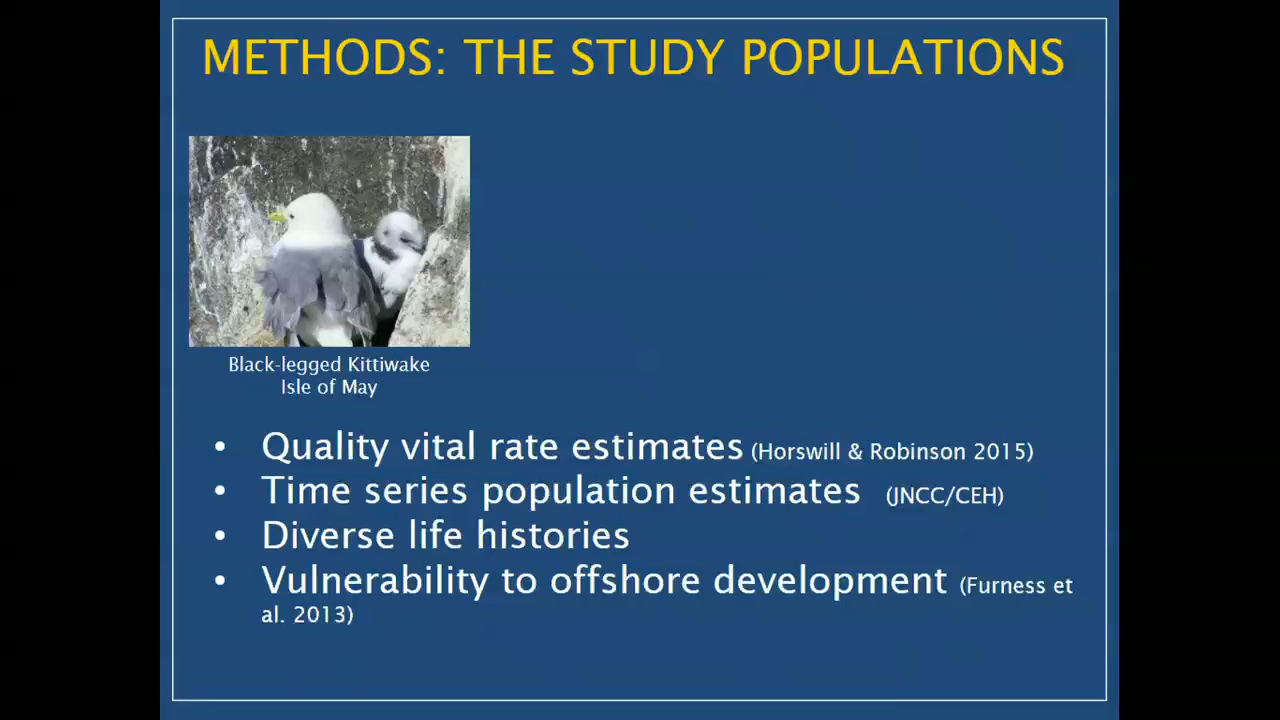 METHODS: THE STUDY POPULATIONS
Black-legged Kittiwake
Isle of May
• Quality vital rate estimates (Horswill & Robinson 2015)
• Time series population estimates (JNCC/CEH)
• Diverse life histories
• Vulnerability to offshore development (Furness et
al. 2013)